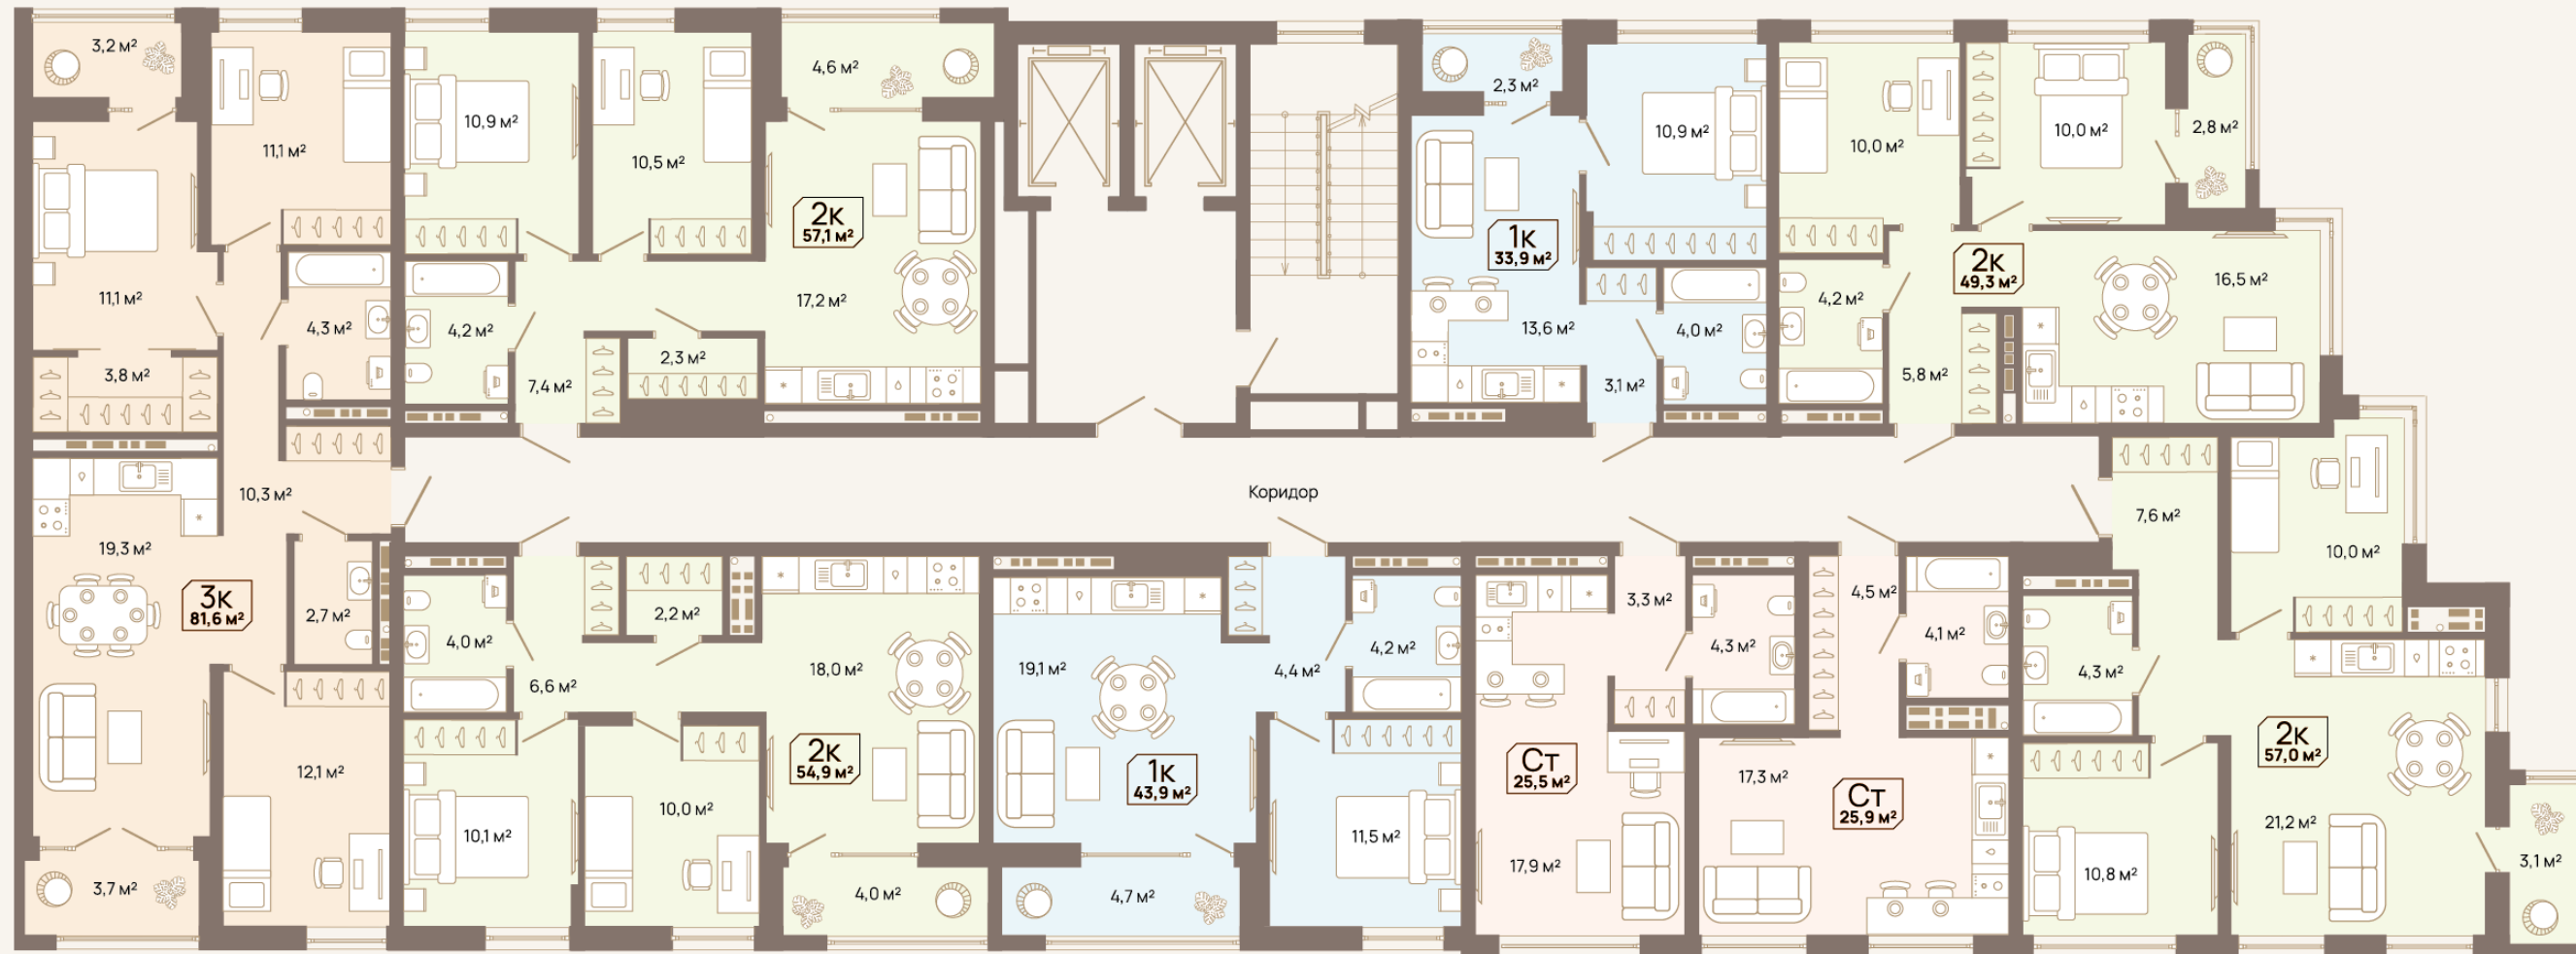 3,2 м²
11,1 м²
11,1 м²
4,3 м²
3,8 м²
10,3 м²
19,3 м²
3К
81,6 м²
2,7 м²
12,1 м²
3,7 м²
10,9 м²
10,5 м²
4,6 м²
2К
57,1 м²
17,2 м²
4,2 м²
2,3 м²
7,4 м²
2,3 м²
10,9 м²
1К
33,9 м²
13,6 м²
4,0 м²
3,1 м²
10,0 м²
10,0 м²
2,8 м²
2К
49,3 м²
16,5 м²
4,2 м²
5,8 м²
Коридор
4,0 м²
2,2 м²
6,6 м²
18,0 м²
2К
54,9 м²
10,1 м²
10,0 м²
4,0 м²
19,1 м²
4,4 м²
4,2 м²
1К
43,9 м²
11,5 м²
4,7 м²
3,3 м²
4,3 м²
Ст
25,5 м²
17,9 м²
4,5 м²
4,1 м²
17,3 м²
Ст
25,9 м²
7,6 м²
10,0 м²
4,3 м²
2К
57,0 м²
21,2 м²
10,8 м²
3,1 м²